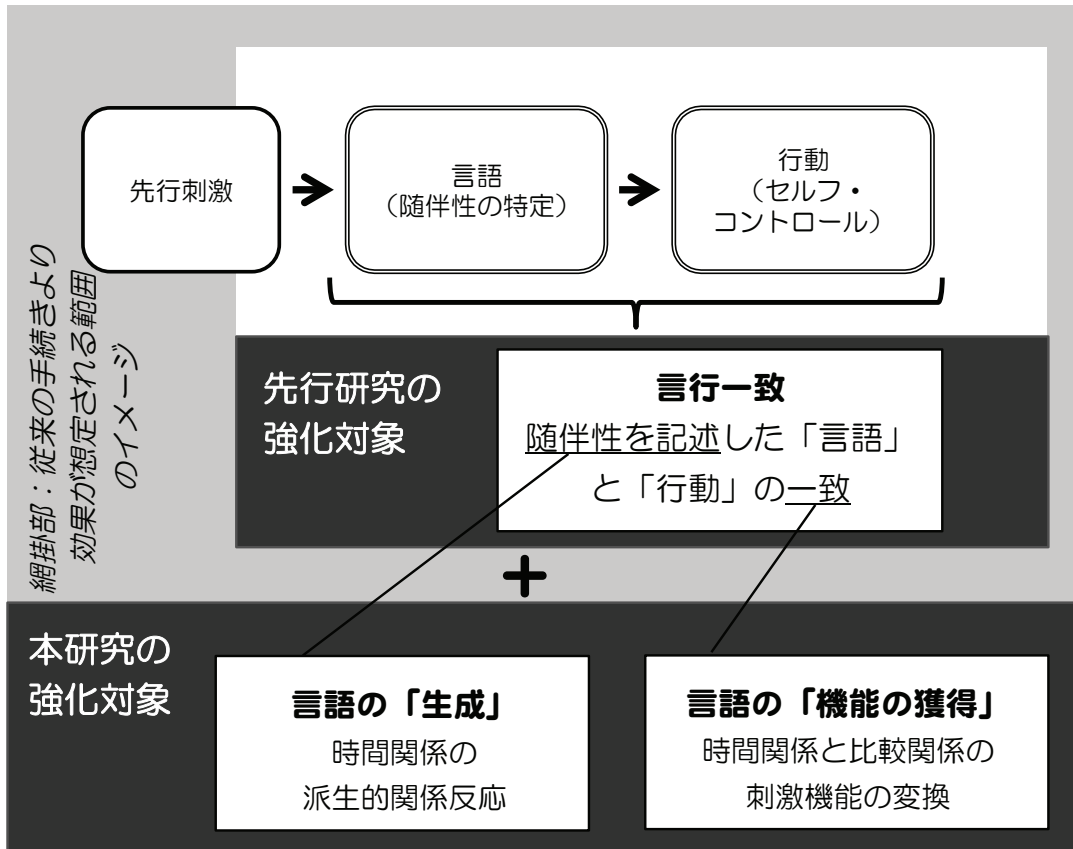 先行刺激
言語
（随伴性の特定）
行動
（セルフ・
コントロール）
網掛部：従来の手続きより
効果が想定される範囲
のイメージ
先行研究の
強化対象
言行一致
随伴性を記述した「言語」
と「行動」の一致
+
本研究の
強化対象
言語の「生成」
時間関係の
派生的関係反応
言語の「機能の獲得」
時間関係と比較関係の
刺激機能の変換